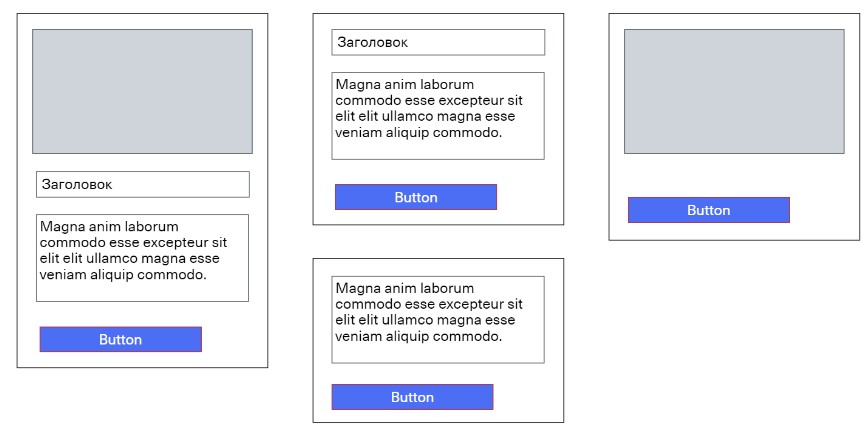 Заголовок
Magna anim laborum
commodo esse excepteur sit
elit elit ullamco magna esse
veniam aliquip commodo.
Button
Заголовок
Magna anim laborum
commodo esse excepteur sit
elit elit ullamco magna esse
veniam aliquip commodo.
Button
Magna anim laborum
commodo esse excepteur sit
elit elit ullamco magna esse
veniam aliquip commodo.
Button
Button